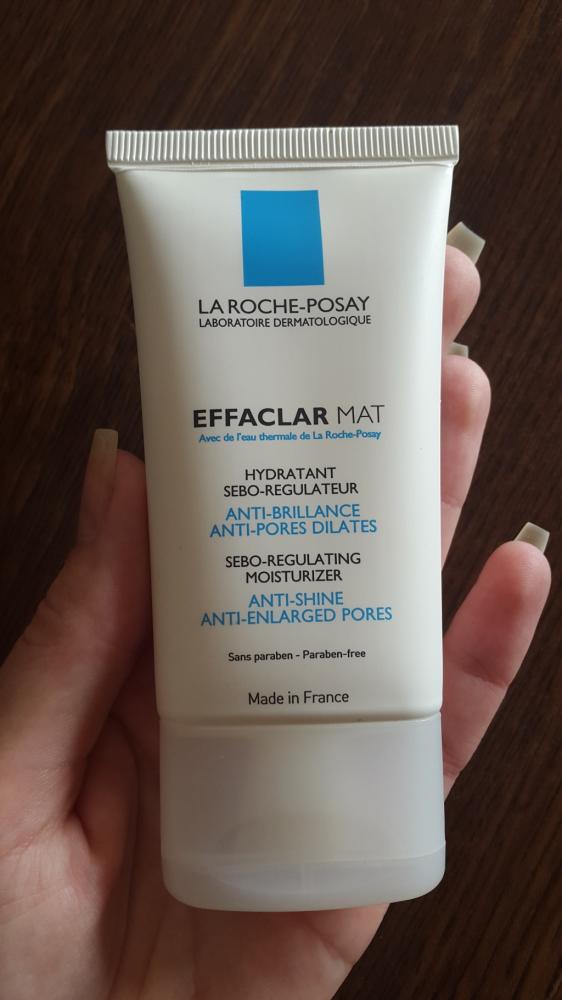 LA ROCHE-POSAY
LABORATOIRE DERMATOLOGIQUE
EFFACLAR MAT
Avec de l'eau thermale de La Roche-Posay
HYDRATANT
SEBO-REGULATEUR
ANTI-BRILLANCE
ANTI-PORES DILATES
SEBO-REGULATING
MOISTURIZER
ANTI-SHINE
ANTI-ENLARGED PORES
Sans paraben - Paraben-free
Made in France